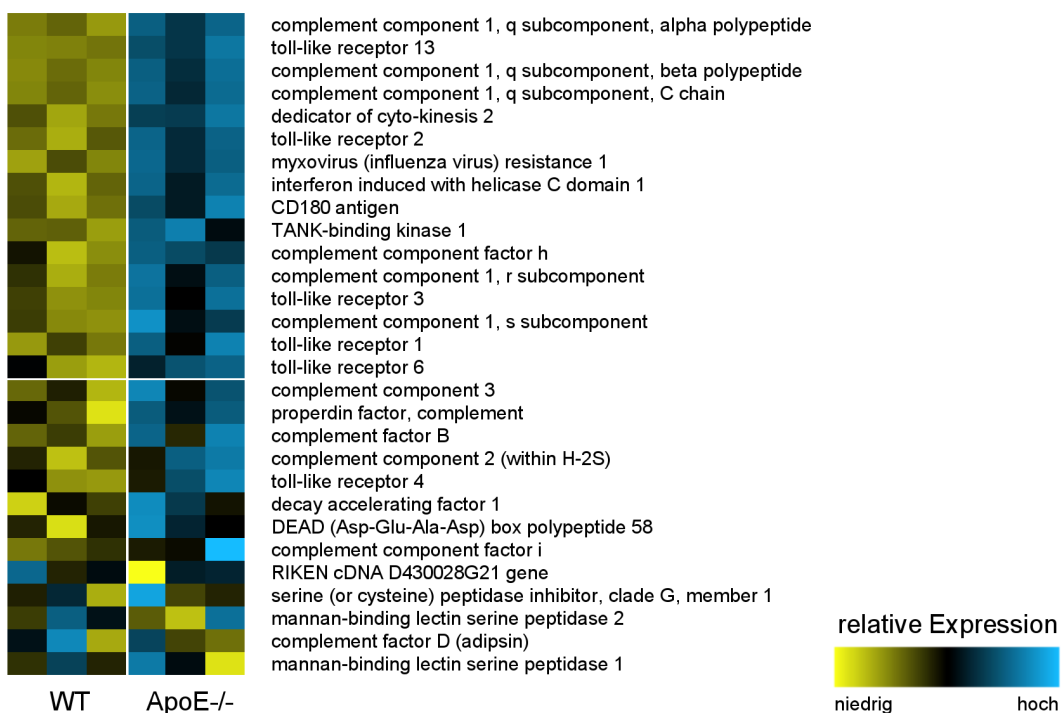 complement component 1, q subcomponent, alpha polypeptide
toll-like receptor 13
complement component 1, q subcomponent, beta polypeptide
complement component 1, q subcomponent, C chain
dedicator of cyto-kinesis 2
toll-like receptor 2
myxovirus (influenza virus) resistance 1
interferon induced with helicase C domain 1
CD180 antigen
TANK-binding kinase 1
complement component factor h
complement component 1, r subcomponent
toll-like receptor 3
complement component 1, s subcomponent
toll-like receptor 1
toll-like receptor 6
complement component 3
properdin factor, complement
complement factor B
complement component 2 (within H-2S)
toll-like receptor 4
decay accelerating factor 1
DEAD (Asp-Glu-Ala-Asp) box polypeptide 58
complement component factor i
RIKEN cDNA D430028G21 gene
serine (or cysteine) peptidase inhibitor, clade G, member 1
mannan-binding lectin serine peptidase 2
complement factor D (adipsin)
mannan-binding lectin serine peptidase 1
WT ApoE-/-
relative Expression
niedrig hoch